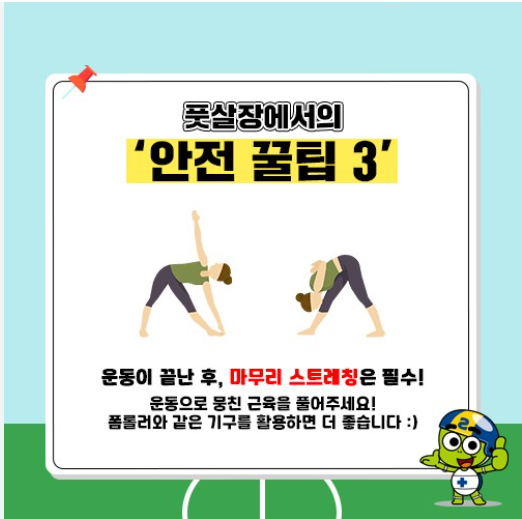 풋살장에서의
‘안전 꿀팁 3’
운동이 끝난 후, 마무리 스트레칭은 필수!
운동으로 뭉친 근육을 풀어주세요!
폼롤러와 같은 기구를 활용하면 더 좋습니다 :)